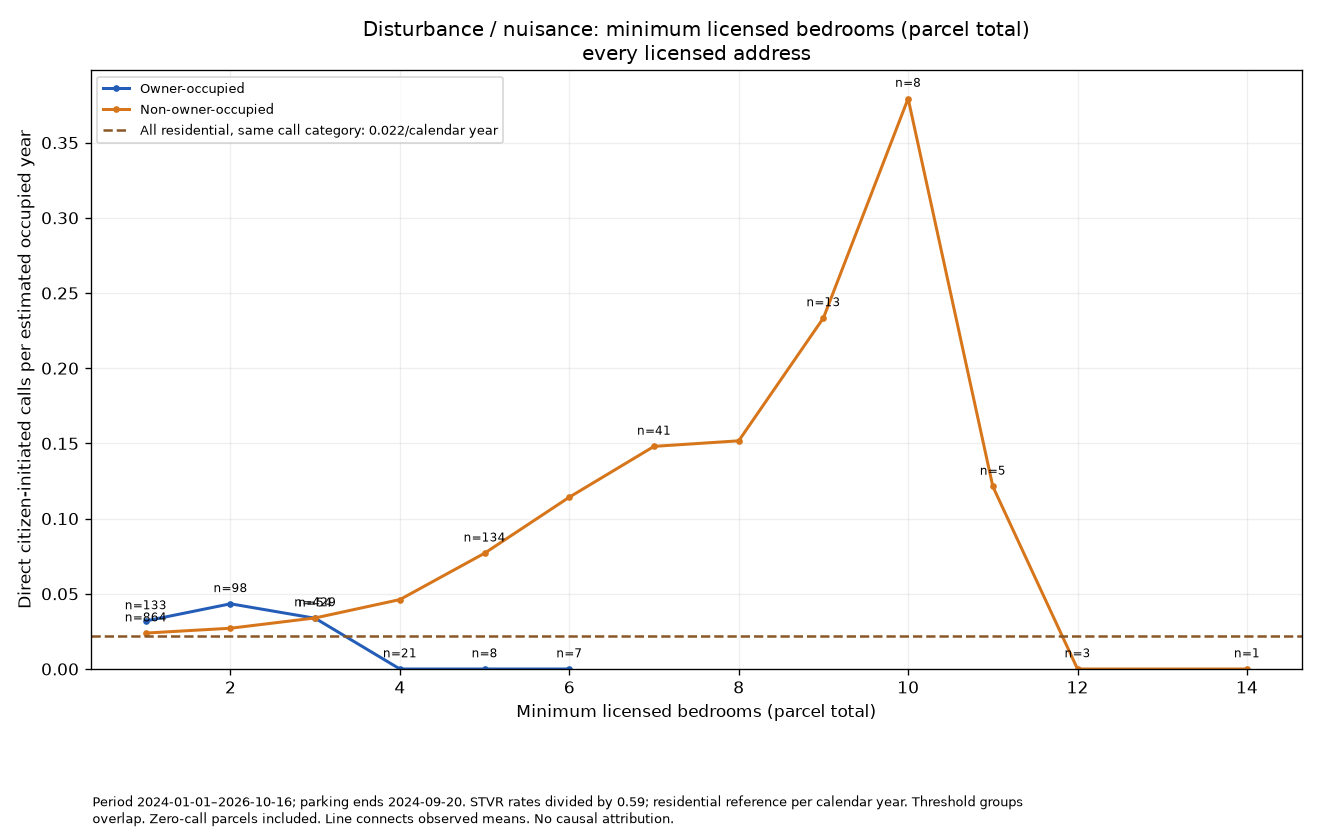 Disturbance / nuisance: minimum licensed bedrooms (parcel total)
every licensed address
Owner-occupied
Non-owner-occupied
All residential, same call category: 0.022/calendar year
Direct citizen-initiated calls per estimated occupied year
0.35
0.30
0.25
0.20
0.15
0.10
0.05
0.00
n=8
n=13
n=41
n=5
n=134
n=98
n=133
n=864
n=21
n=8
n=7
n=3
n=1
2
4
6
8
10
12
14
Minimum licensed bedrooms (parcel total)
Period 2024-01-01–2026-10-16; parking ends 2024-09-20. STVR rates divided by 0.59; residential reference per calendar year. Threshold groups
overlap. Zero-call parcels included. Line connects observed means. No causal attribution.